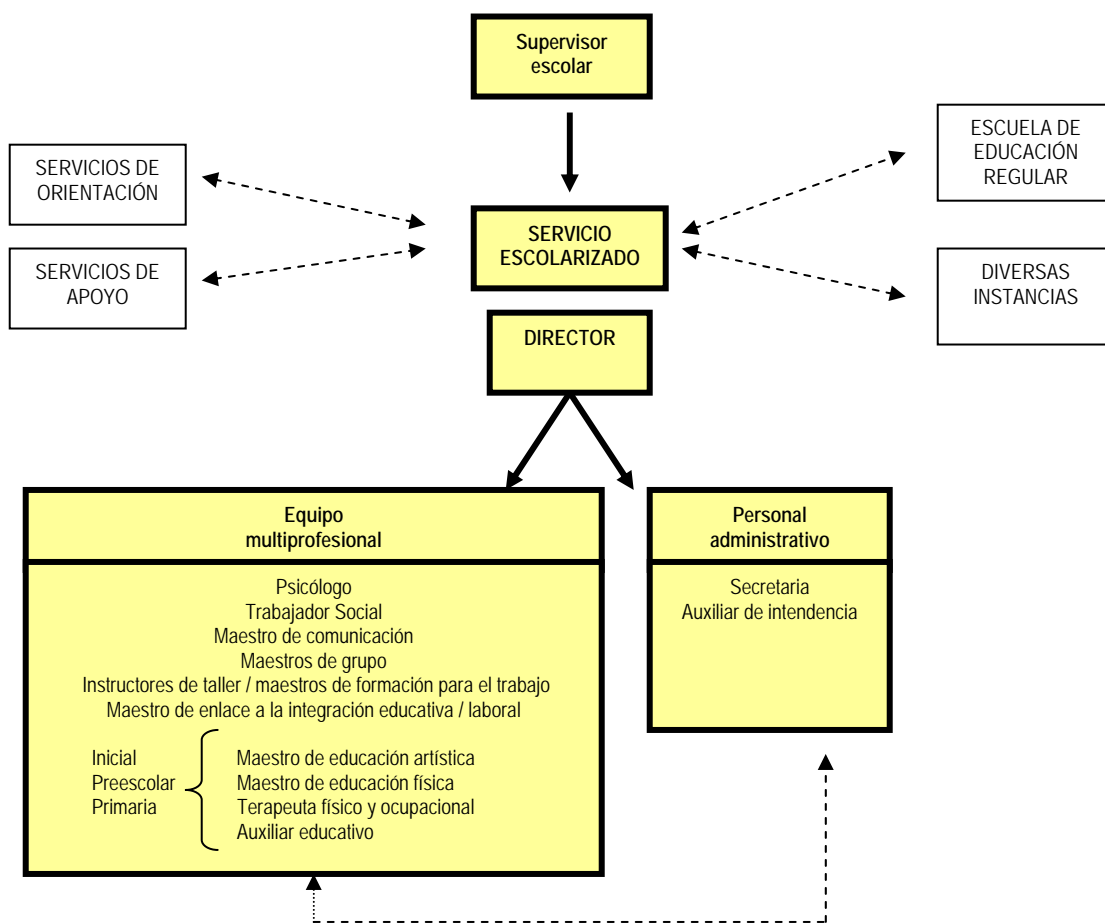 Supervisor
escolar
ESCUELA DE
EDUCACIÓN
REGULAR
SERVICIOS DE
ORIENTACIÓN
SERVICIO
ESCOLARIZADO
SERVICIOS DE
APOYO
DIVERSAS
INSTANCIAS
DIRECTOR
Equipo
multiprofesional
Psicólogo
Trabajador Social
Maestro de comunicación
Maestros de grupo
Instructores de taller / maestros de formación para el trabajo
Maestro de enlace a la integración educativa / laboral
Inicial
Preescolar
Primaria
Maestro de educación artística
Maestro de educación física
Terapeuta físico y ocupacional
Auxiliar educativo
Personal
administrativo
Secretaria
Auxiliar de intendencia